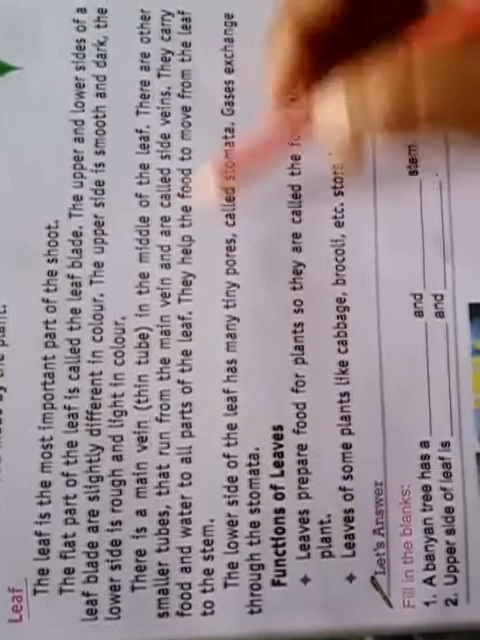 Leaf
The leaf is the most important part of the shoot.
The flat part of the leaf is called the leaf blade. The upper and lower sides of a
leaf blade are slightly different in colour. The upper side is smooth and dark, the
lower side is rough and light in colour.
There is a main vein (thin tube) in the middle of the leaf. There are other
smaller tubes, that run from the main vein and are called side veins. They carry
food and water to all parts of the leaf. They help the food to move from the leaf
to the stem.
The lower side of the leaf has many tiny pores, called stomata. Gases exchange
through the stomata.
Functions of Leaves
✦ Leaves prepare food for plants so they are called the
plant.
✦ Leaves of some plants like cabbage, brocoli, etc.
Let's Answer
Fill in the blanks:
1. A banyan tree has a ________ and ________ stem.
2. Upper side of leaf is ________ and ________.